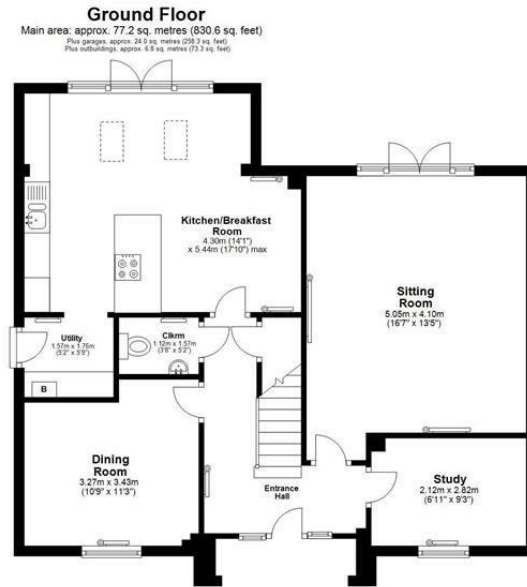 Ground Floor
Main area: approx. 77.2 sq. metres (830.6 sq. feet)
Plus garages, approx. 24.0 sq. metres (258.3 sq. feet)
Plus outbuildings, approx. 6.8 sq. metres (73.3 sq. feet)
Kitchen/Breakfast
Room
4.30m (14'1")
x 5.44m (17'10") max
Sitting
Room
5.05m x 4.10m
(16'7" x 13'5")
Utility
1.57m x 1.76m
(5'2" x 5'9")
B
Clkrm
1.12m x 1.57m
(3'8" x 5'2")
Dining
Room
3.27m x 3.43m
(10'9" x 11'3")
Entrance
Hall
Study
2.12m x 2.82m
(6'11" x 9'3")